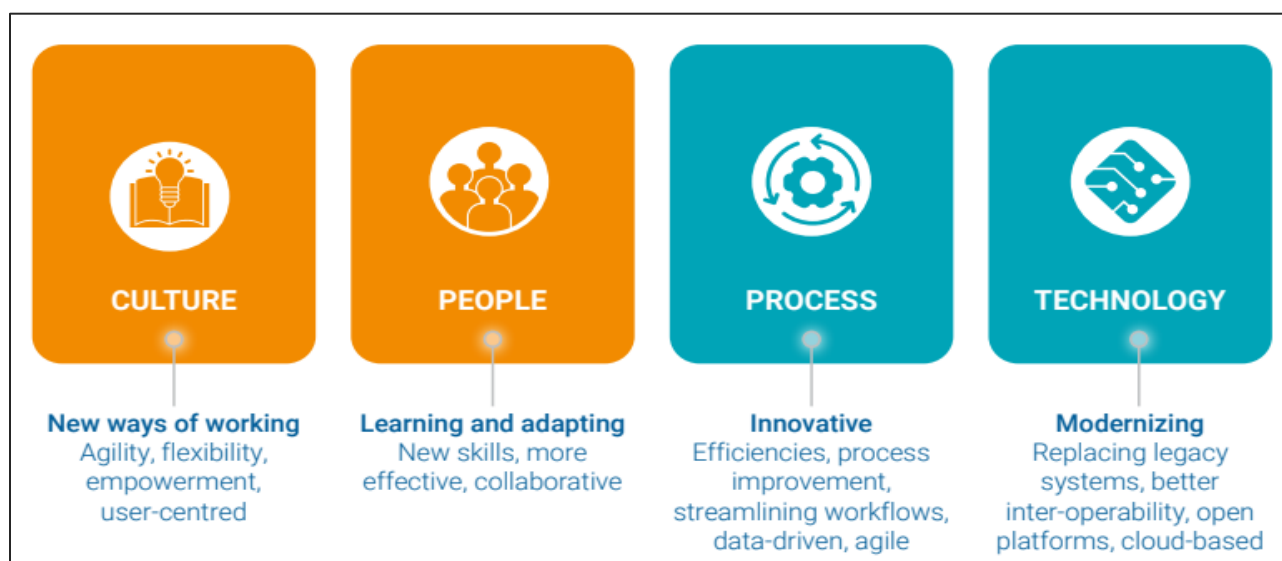 CULTURE
New ways of working
Agility, flexibility,
empowerment,
user-centred
PEOPLE
Learning and adapting
New skills, more
effective, collaborative
PROCESS
Innovative
Efficiencies, process
improvement,
streamlining workflows,
data-driven, agile
TECHNOLOGY
Modernizing
Replacing legacy
systems, better
inter-operability, open
platforms, cloud-based